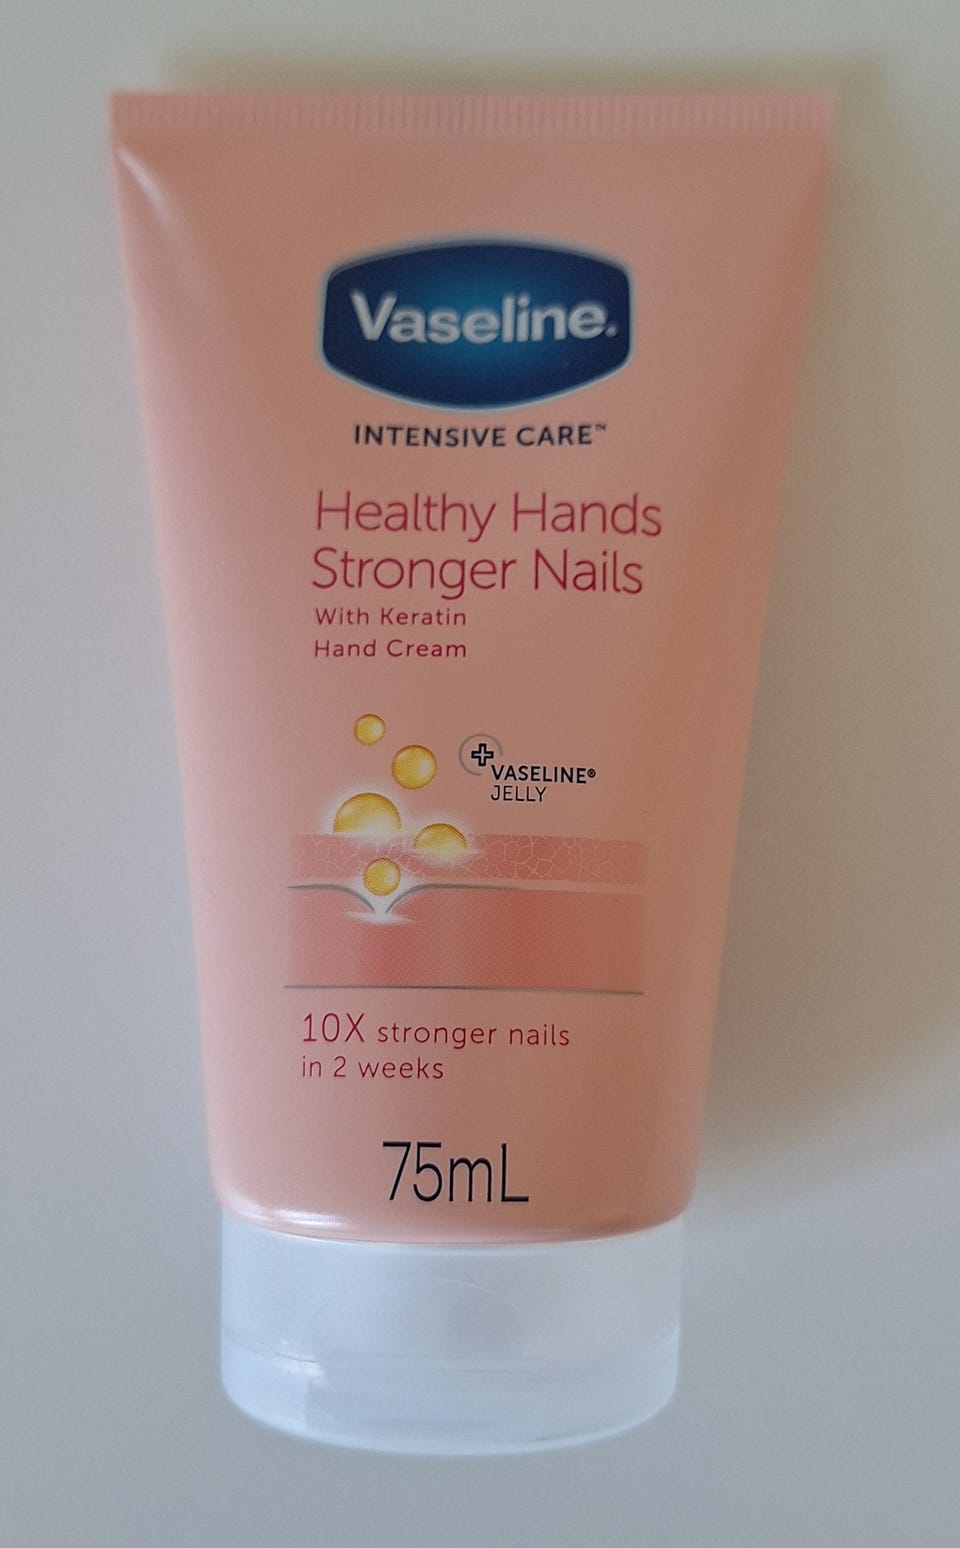 Vaseline.
INTENSIVE CARE™
Healthy Hands
Stronger Nails
With Keratin
Hand Cream
VASELINE®
JELLY
10X stronger nails
in 2 weeks
75mL